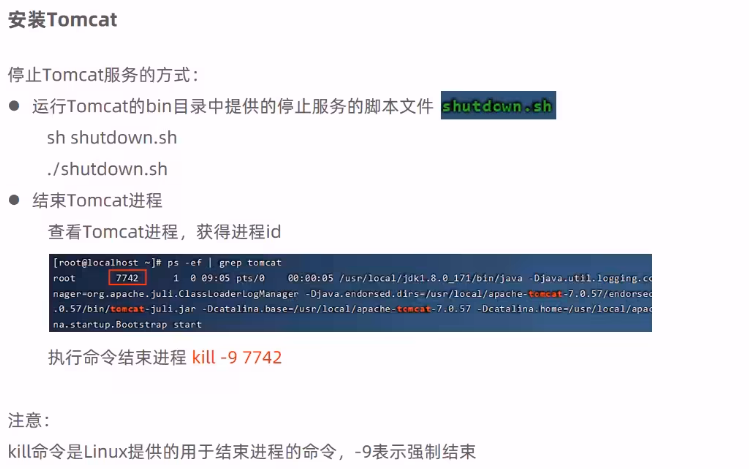 安装Tomcat
停止Tomcat服务的方式：
● 运行Tomcat的bin目录中提供的停止服务的脚本文件 shutdown.sh
sh shutdown.sh
./shutdown.sh
● 结束Tomcat进程
查看Tomcat进程，获得进程id
[root@localhost ~]# ps -ef | grep tomcat
root 7742 1 0 09:05 pts/0 00:00:05 /usr/local/jdk1.8.0_171/bin/java -Djava.util.logging.co
nager=org.apache.juli.ClassLoaderLogManager -Djava.endorsed.dirs=/usr/local/apache-tomcat-7.0.57/endorsed
.0.57/bin/tomcat-juli.jar -Dcatalina.base=/usr/local/apache-tomcat-7.0.57 -Dcatalina.home=/usr/local/apac
na.startup.Bootstrap start
执行命令结束进程 kill -9 7742
注意：
kill命令是Linux提供的用于结束进程的命令，-9表示强制结束